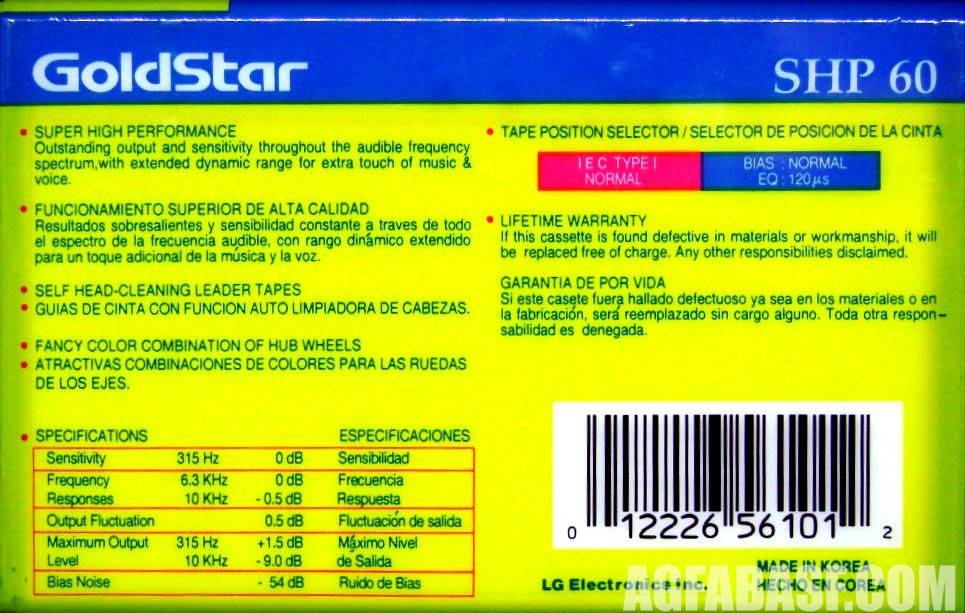 GoldStar
SHP 60
• SUPER HIGH PERFORMANCE
Outstanding output and sensitivity throughout the audible frequency
spectrum,with extended dynamic range for extra touch of music &
voice.
• FUNCIONAMIENTO SUPERIOR DE ALTA CALIDAD
Resultados sobresalientes y sensibilidad constante a traves de todo
el espectro de la frecuencia audible, con rango dinámico extendido
para un toque adicional de la música y la voz.
• SELF HEAD-CLEANING LEADER TAPES
• GUIAS DE CINTA CON FUNCION AUTO LIMPIADORA DE CABEZAS.
• FANCY COLOR COMBINATION OF HUB WHEELS
• ATRACTIVAS COMBINACIONES DE COLORES PARA LAS RUEDAS
DE LOS EJES.
• SPECIFICATIONS ESPECIFICACIONES
Sensitivity 315 Hz 0 dB Sensibilidad
Frequency 6.3 KHz 0 dB Frecuencia
Responses 10 KHz - 0.5 dB Respuesta
Output Fluctuation 0.5 dB Fluctuación de salida
Maximum Output 315 Hz +1.5 dB Máximo Nivel
Level 10 KHz - 9.0 dB de Salida
Bias Noise - 54 dB Ruido de Bias
• TAPE POSITION SELECTOR / SELECTOR DE POSICION DE LA CINTA
IEC TYPE I
NORMAL
BIAS : NORMAL
EQ : 120μs
• LIFETIME WARRANTY
If this cassette is found defective in materials or workmanship, it will
be replaced free of charge. Any other responsibilities disclaimed.
GARANTIA DE POR VIDA
Si este casete fuera hallado defectuoso ya sea en los materiales o en
la fabricación, será reemplazado sin cargo alguno. Toda otra respon-
sabilidad es denegada.
0 12226 56101 2
MADE IN KOREA
LG Electronics Inc. HECHO EN COREA
AGFABASF.COM